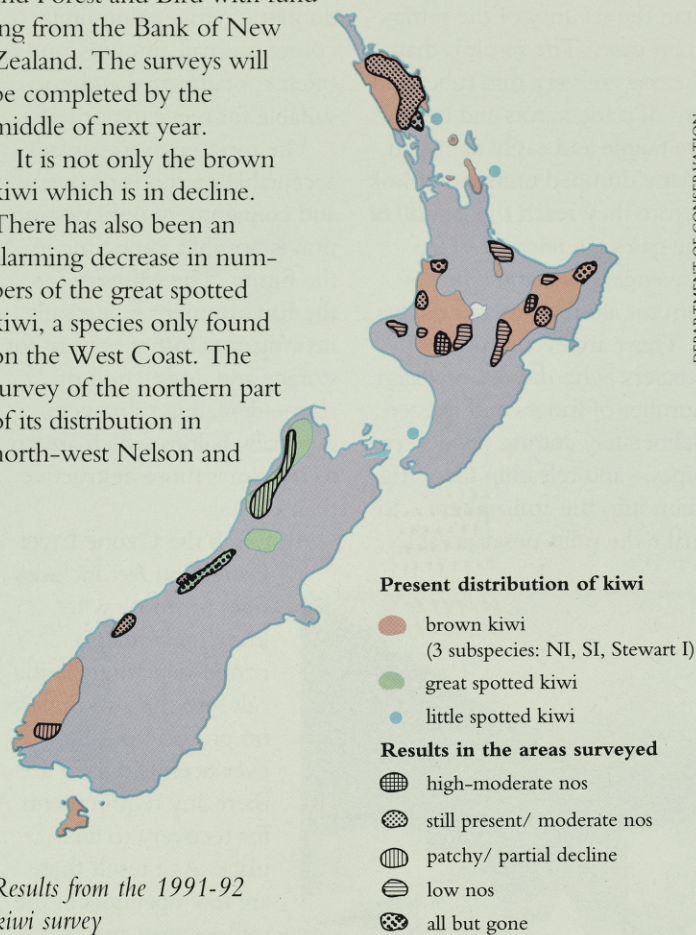 and Forest and Bird with fund
ng from the Bank of New
Zealand. The surveys will
be completed by the
middle of next year.
It is not only the brown
kiwi which is in decline.
There has also been an
larming decrease in num-
bers of the great spotted
kiwi, a species only found
on the West Coast. The
survey of the northern part
of its distribution in
north-west Nelson and
DEPARTMENT OF CONSERVATION
Present distribution of kiwi
brown kiwi
(3 subspecies: NI, SI, Stewart I)
great spotted kiwi
little spotted kiwi
Results in the areas surveyed
high-moderate nos
still present/ moderate nos
patchy/ partial decline
low nos
all but gone
Results from the 1991-92
kiwi survey